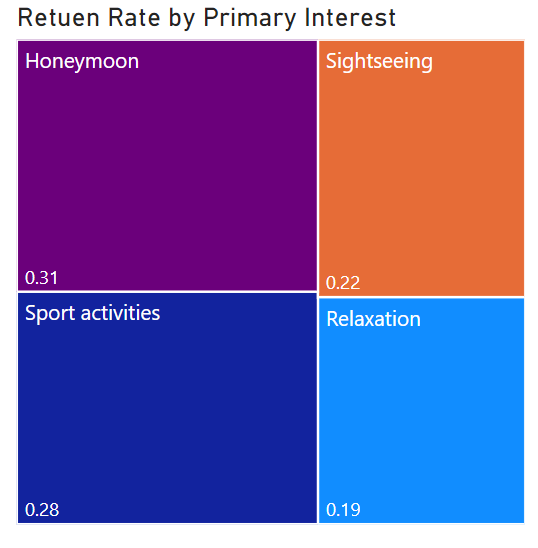 Retuen Rate by Primary Interest
Honeymoon
0.31
Sightseeing
0.22
Sport activities
0.28
Relaxation
0.19